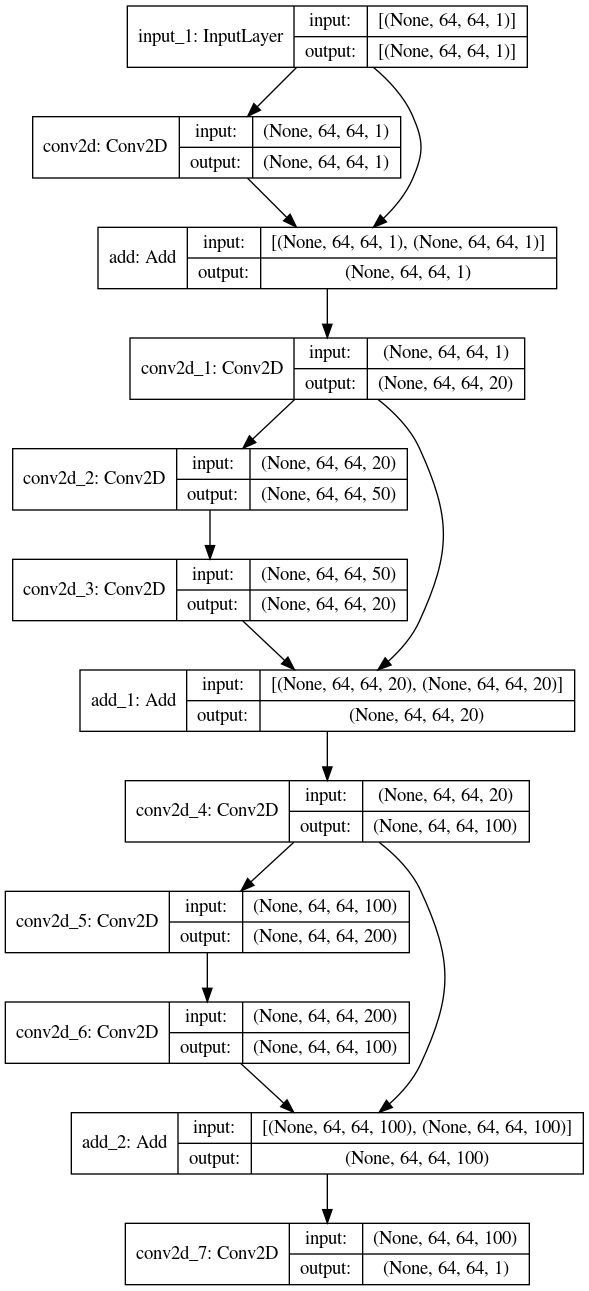 input_1: InputLayer
input: [(None, 64, 64, 1)]
output: [(None, 64, 64, 1)]
conv2d: Conv2D
input: (None, 64, 64, 1)
output: (None, 64, 64, 1)
add: Add
input: [(None, 64, 64, 1), (None, 64, 64, 1)]
output: (None, 64, 64, 1)
conv2d_1: Conv2D
input: (None, 64, 64, 1)
output: (None, 64, 64, 20)
conv2d_2: Conv2D
input: (None, 64, 64, 20)
output: (None, 64, 64, 50)
conv2d_3: Conv2D
input: (None, 64, 64, 50)
output: (None, 64, 64, 20)
add_1: Add
input: [(None, 64, 64, 20), (None, 64, 64, 20)]
output: (None, 64, 64, 20)
conv2d_4: Conv2D
input: (None, 64, 64, 20)
output: (None, 64, 64, 100)
conv2d_5: Conv2D
input: (None, 64, 64, 100)
output: (None, 64, 64, 200)
conv2d_6: Conv2D
input: (None, 64, 64, 200)
output: (None, 64, 64, 100)
add_2: Add
input: [(None, 64, 64, 100), (None, 64, 64, 100)]
output: (None, 64, 64, 100)
conv2d_7: Conv2D
input: (None, 64, 64, 100)
output: (None, 64, 64, 1)